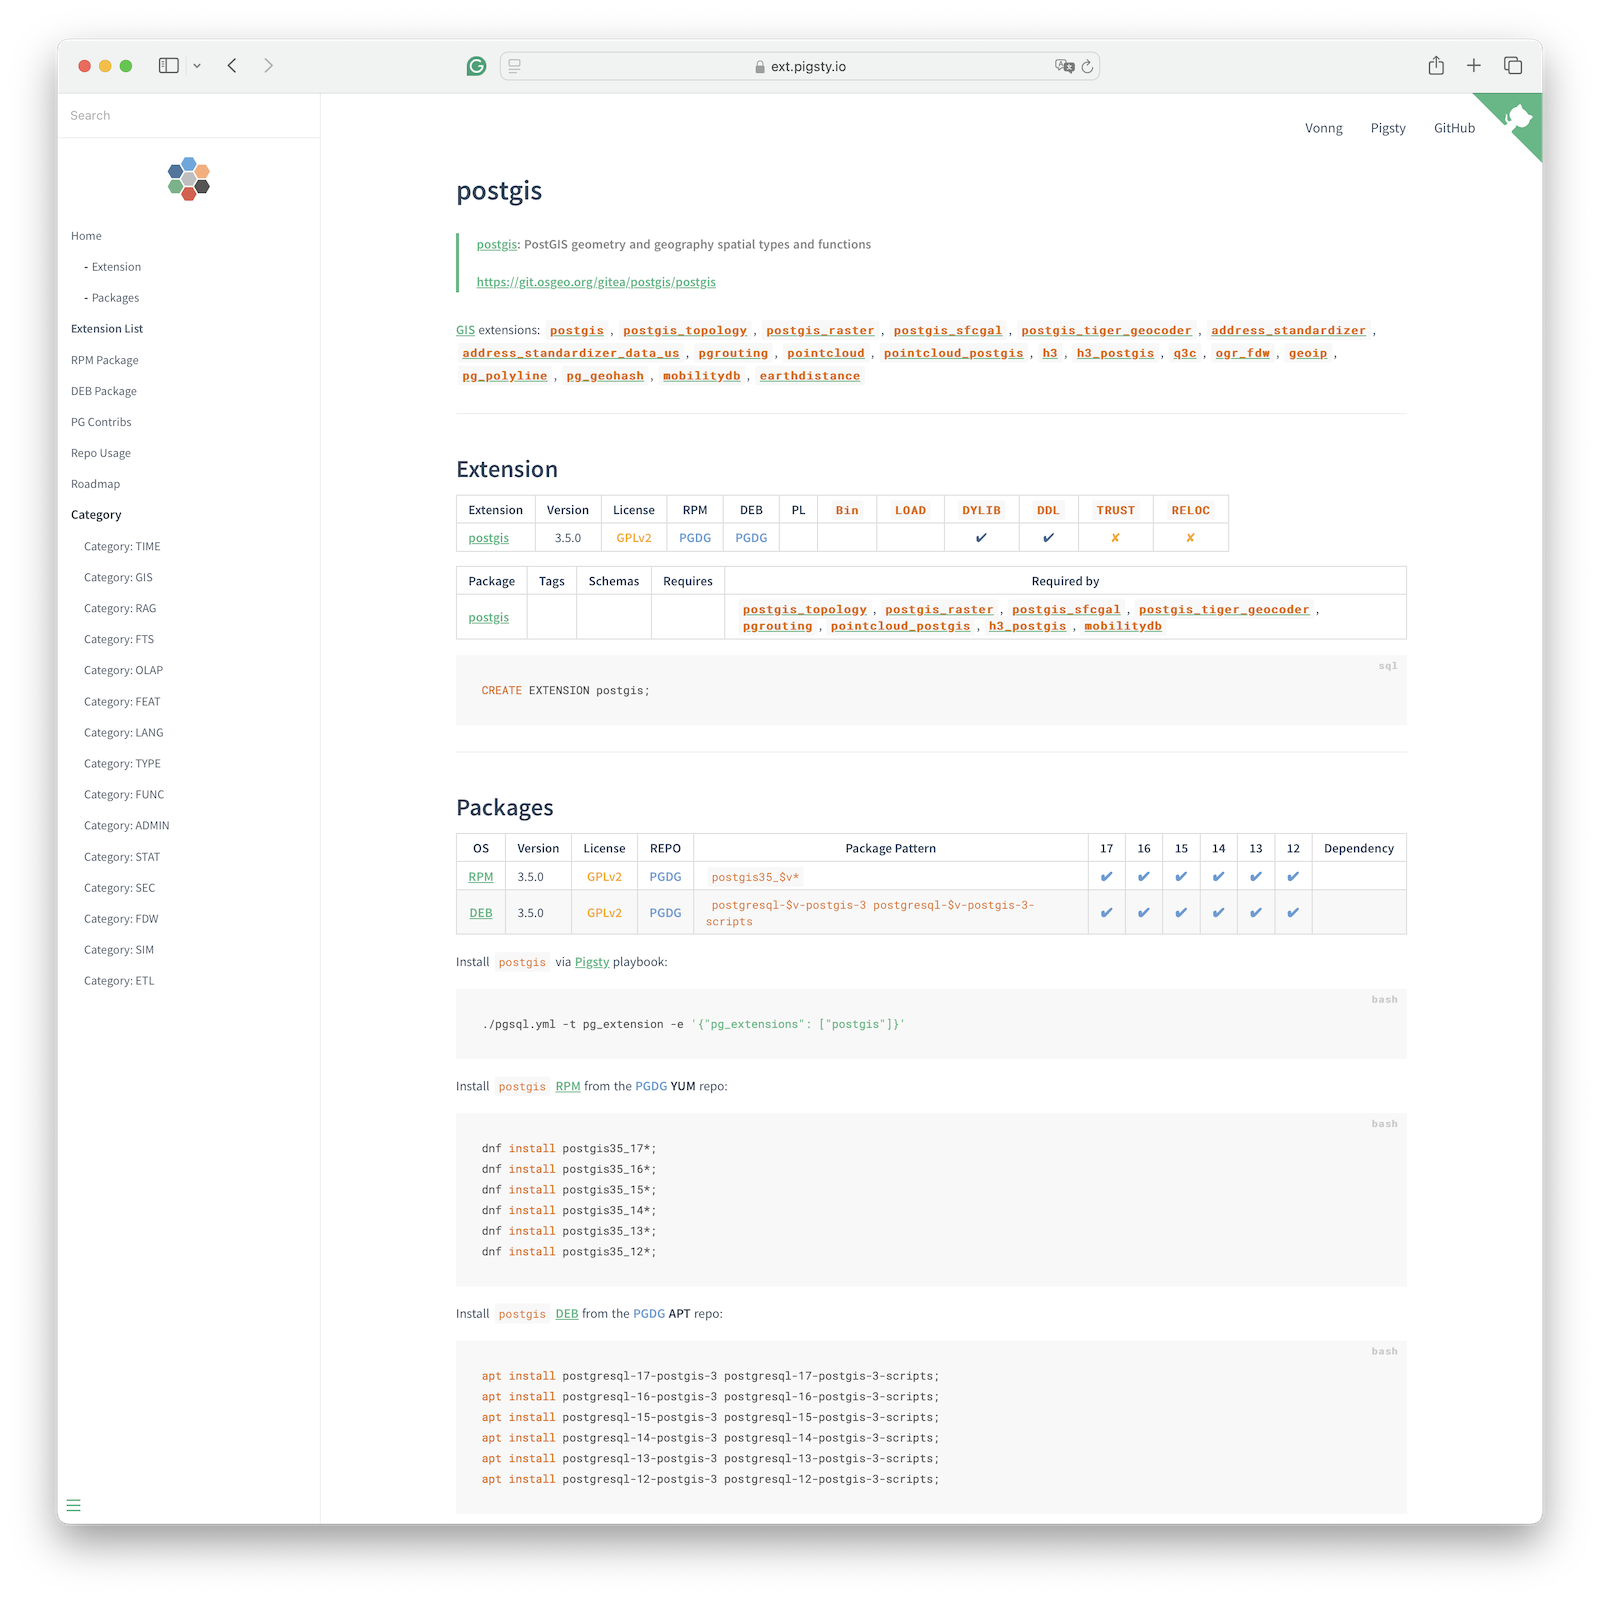 ext.pigsty.io
Search
Home
- Extension
- Packages
Extension List
RPM Package
DEB Package
PG Contribs
Repo Usage
Roadmap
Category
Category: TIME
Category: GIS
Category: RAG
Category: FTS
Category: OLAP
Category: FEAT
Category: LANG
Category: TYPE
Category: FUNC
Category: ADMIN
Category: STAT
Category: SEC
Category: FDW
Category: SIM
Category: ETL
Vonng Pigsty GitHub
postgis
postgis: PostGIS geometry and geography spatial types and functions
https://git.osgeo.org/gitea/postgis/postgis
GIS extensions: postgis , postgis_topology , postgis_raster , postgis_sfcgal , postgis_tiger_geocoder , address_standardizer ,
address_standardizer_data_us , pgrouting , pointcloud , pointcloud_postgis , h3 , h3_postgis , q3c , ogr_fdw , geoip ,
pg_polyline , pg_geohash , mobilitydb , earthdistance
Extension
Extension Version License RPM DEB PL Bin LOAD DYLIB DDL TRUST RELOC
postgis 3.5.0 GPLv2 PGDG PGDG ✔ ✔ ✘ ✘
Package Tags Schemas Requires Required by
postgis postgis_topology , postgis_raster , postgis_sfcgal , postgis_tiger_geocoder ,
pgrouting , pointcloud_postgis , h3_postgis , mobilitydb
sql
CREATE EXTENSION postgis;
Packages
OS Version License REPO Package Pattern 17 16 15 14 13 12 Dependency
RPM 3.5.0 GPLv2 PGDG postgis35_$v* ✔ ✔ ✔ ✔ ✔ ✔
DEB 3.5.0 GPLv2 PGDG postgresql-$v-postgis-3 postgresql-$v-postgis-3- ✔ ✔ ✔ ✔ ✔ ✔
scripts
Install postgis via Pigsty playbook:
bash
./pgsql.yml -t pg_extension -e '{"pg_extensions": ["postgis"]}'
Install postgis RPM from the PGDG YUM repo:
bash
dnf install postgis35_17*;
dnf install postgis35_16*;
dnf install postgis35_15*;
dnf install postgis35_14*;
dnf install postgis35_13*;
dnf install postgis35_12*;
Install postgis DEB from the PGDG APT repo:
bash
apt install postgresql-17-postgis-3 postgresql-17-postgis-3-scripts;
apt install postgresql-16-postgis-3 postgresql-16-postgis-3-scripts;
apt install postgresql-15-postgis-3 postgresql-15-postgis-3-scripts;
apt install postgresql-14-postgis-3 postgresql-14-postgis-3-scripts;
apt install postgresql-13-postgis-3 postgresql-13-postgis-3-scripts;
apt install postgresql-12-postgis-3 postgresql-12-postgis-3-scripts;